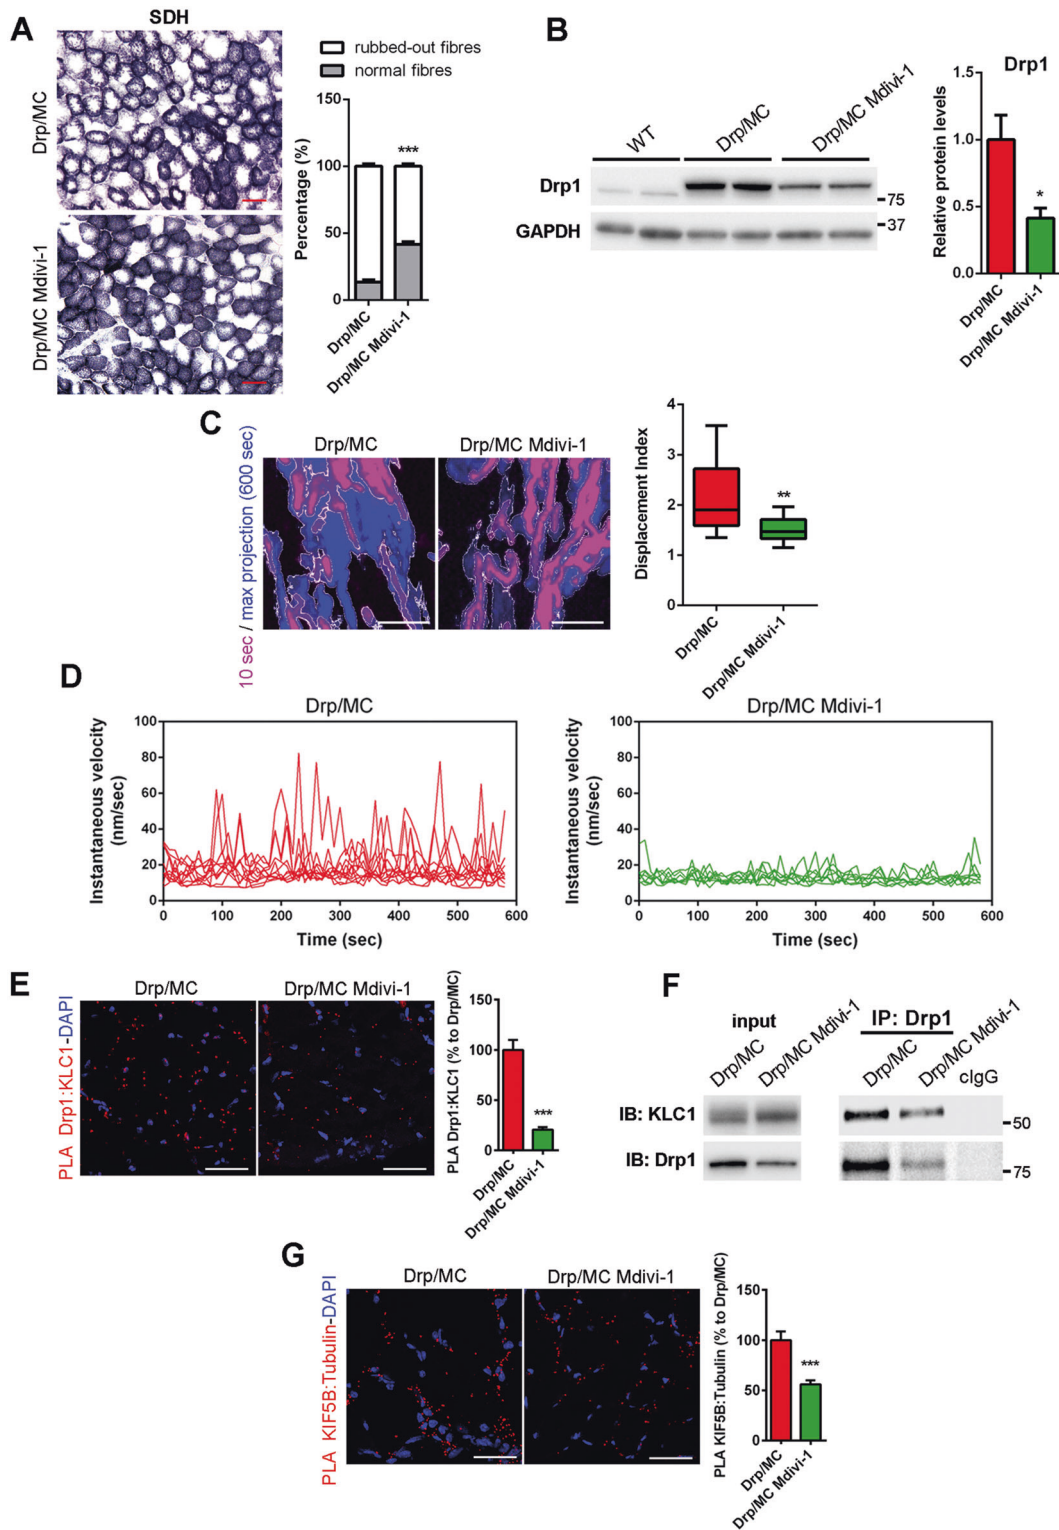 A
SDH
Drp/MC
Drp/MC Mdivi-1
rubbed-out fibres
normal fibres
Percentage (%)
150
100
50
0
***
Drp/MC
Drp/MC Mdivi-1
B
WT
Drp/MC
Drp/MC Mdivi-1
Drp1
75
GAPDH
37
Drp1
Relative protein levels
1.5
1.0
0.5
0.0
*
Drp/MC
Drp/MC Mdivi-1
C
10 sec / max projection (600 sec)
Drp/MC
Drp/MC Mdivi-1
Displacement Index
4
3
2
1
0
**
Drp/MC
Drp/MC Mdivi-1
D
Drp/MC
Instantaneous velocity
(nm/sec)
100
80
60
40
20
0
0 100 200 300 400 500 600
Time (sec)
Drp/MC Mdivi-1
Instantaneous velocity
(nm/sec)
100
80
60
40
20
0
0 100 200 300 400 500 600
Time (sec)
E
PLA Drp1:KLC1-DAPI
Drp/MC
Drp/MC Mdivi-1
PLA Drp1:KLC1 (% to Drp/MC)
150
100
50
0
***
Drp/MC
Drp/MC Mdivi-1
F
input
Drp/MC
Drp/MC Mdivi-1
IP: Drp1
Drp/MC
Drp/MC Mdivi-1
cIgG
IB: KLC1
50
IB: Drp1
75
G
PLA KIF5B:Tubulin-DAPI
Drp/MC
Drp/MC Mdivi-1
PLA KIF5B:Tubulin (% to Drp/MC)
150
100
50
0
***
Drp/MC
Drp/MC Mdivi-1